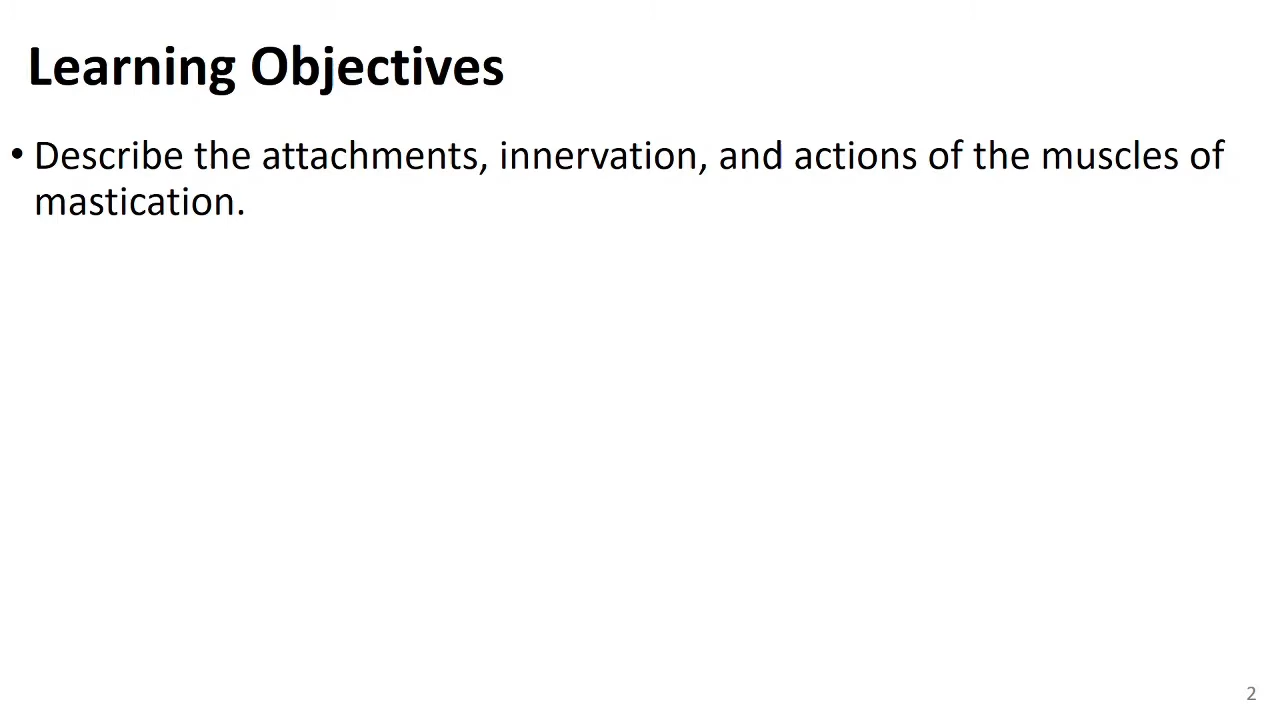 2
Learning Objectives
• Describe the attachments, innervation, and actions of the muscles of
mastication.